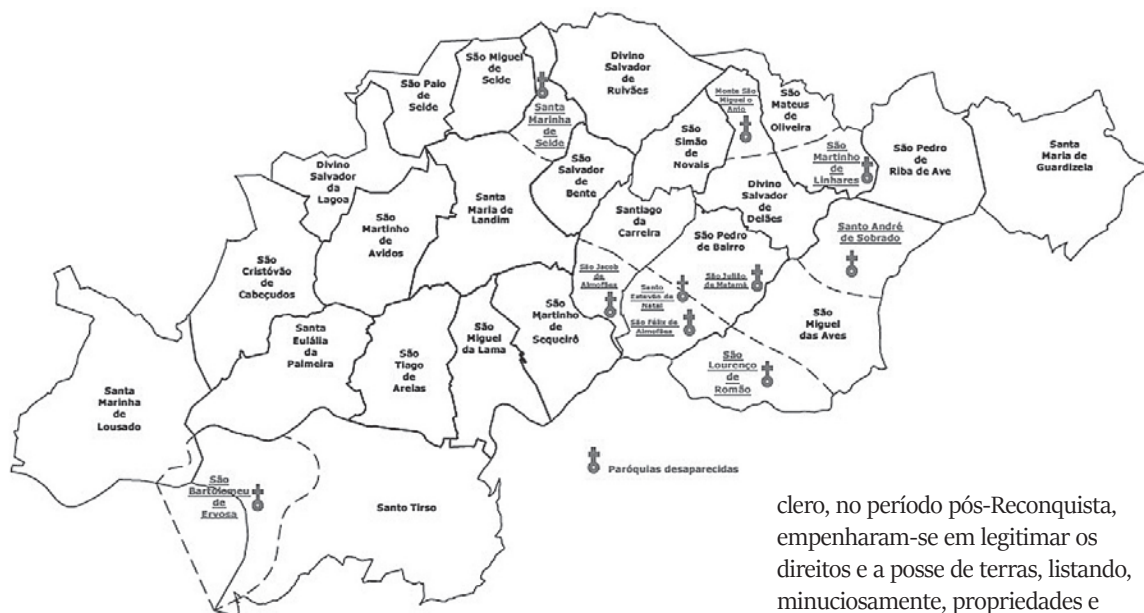 São Miguel
de
Seide
Divino
Salvador
de
Ruivães
São Paio
de
Seide
Santa
Marinha
de
Seide
Monte São
Miguel o
Anjo
São
Mateus
de
Oliveira
São
Simão
de
Novais
São
Martinho
de
Linhares
São Pedro
de
Riba de Ave
Santa
Maria de
Guardizela
Divino
Salvador
da
Lagoa
São
Martinho
de
Avidos
Santa
Maria de
Landim
São
Salvador
de
Bente
Santiago
da
Carreira
Divino
Salvador
de
Delães
São Pedro
de Bairro
Santo André
de Sobrado
São
Cristóvão
de
Cabeçudos
São Jacob
de
Almofães
Santo
Estevão de
Natal
São Julião
de Matamá
São Félix de
Almofães
São
Miguel
das Aves
Santa
Eulália
da
Palmeira
São
Tiago
de
Areias
São
Miguel
da Lama
São
Martinho
de
Sequeirô
São
Lourenço
de
Romão
Santa
Marinha
de
Lousado
São
Bartolomeu
de
Ervosa
Santo Tirso
Paróquias desaparecidas
clero, no período pós-Reconquista,
empenharam-se em legitimar os
direitos e a posse de terras, listando,
minuciosamente, propriedades e